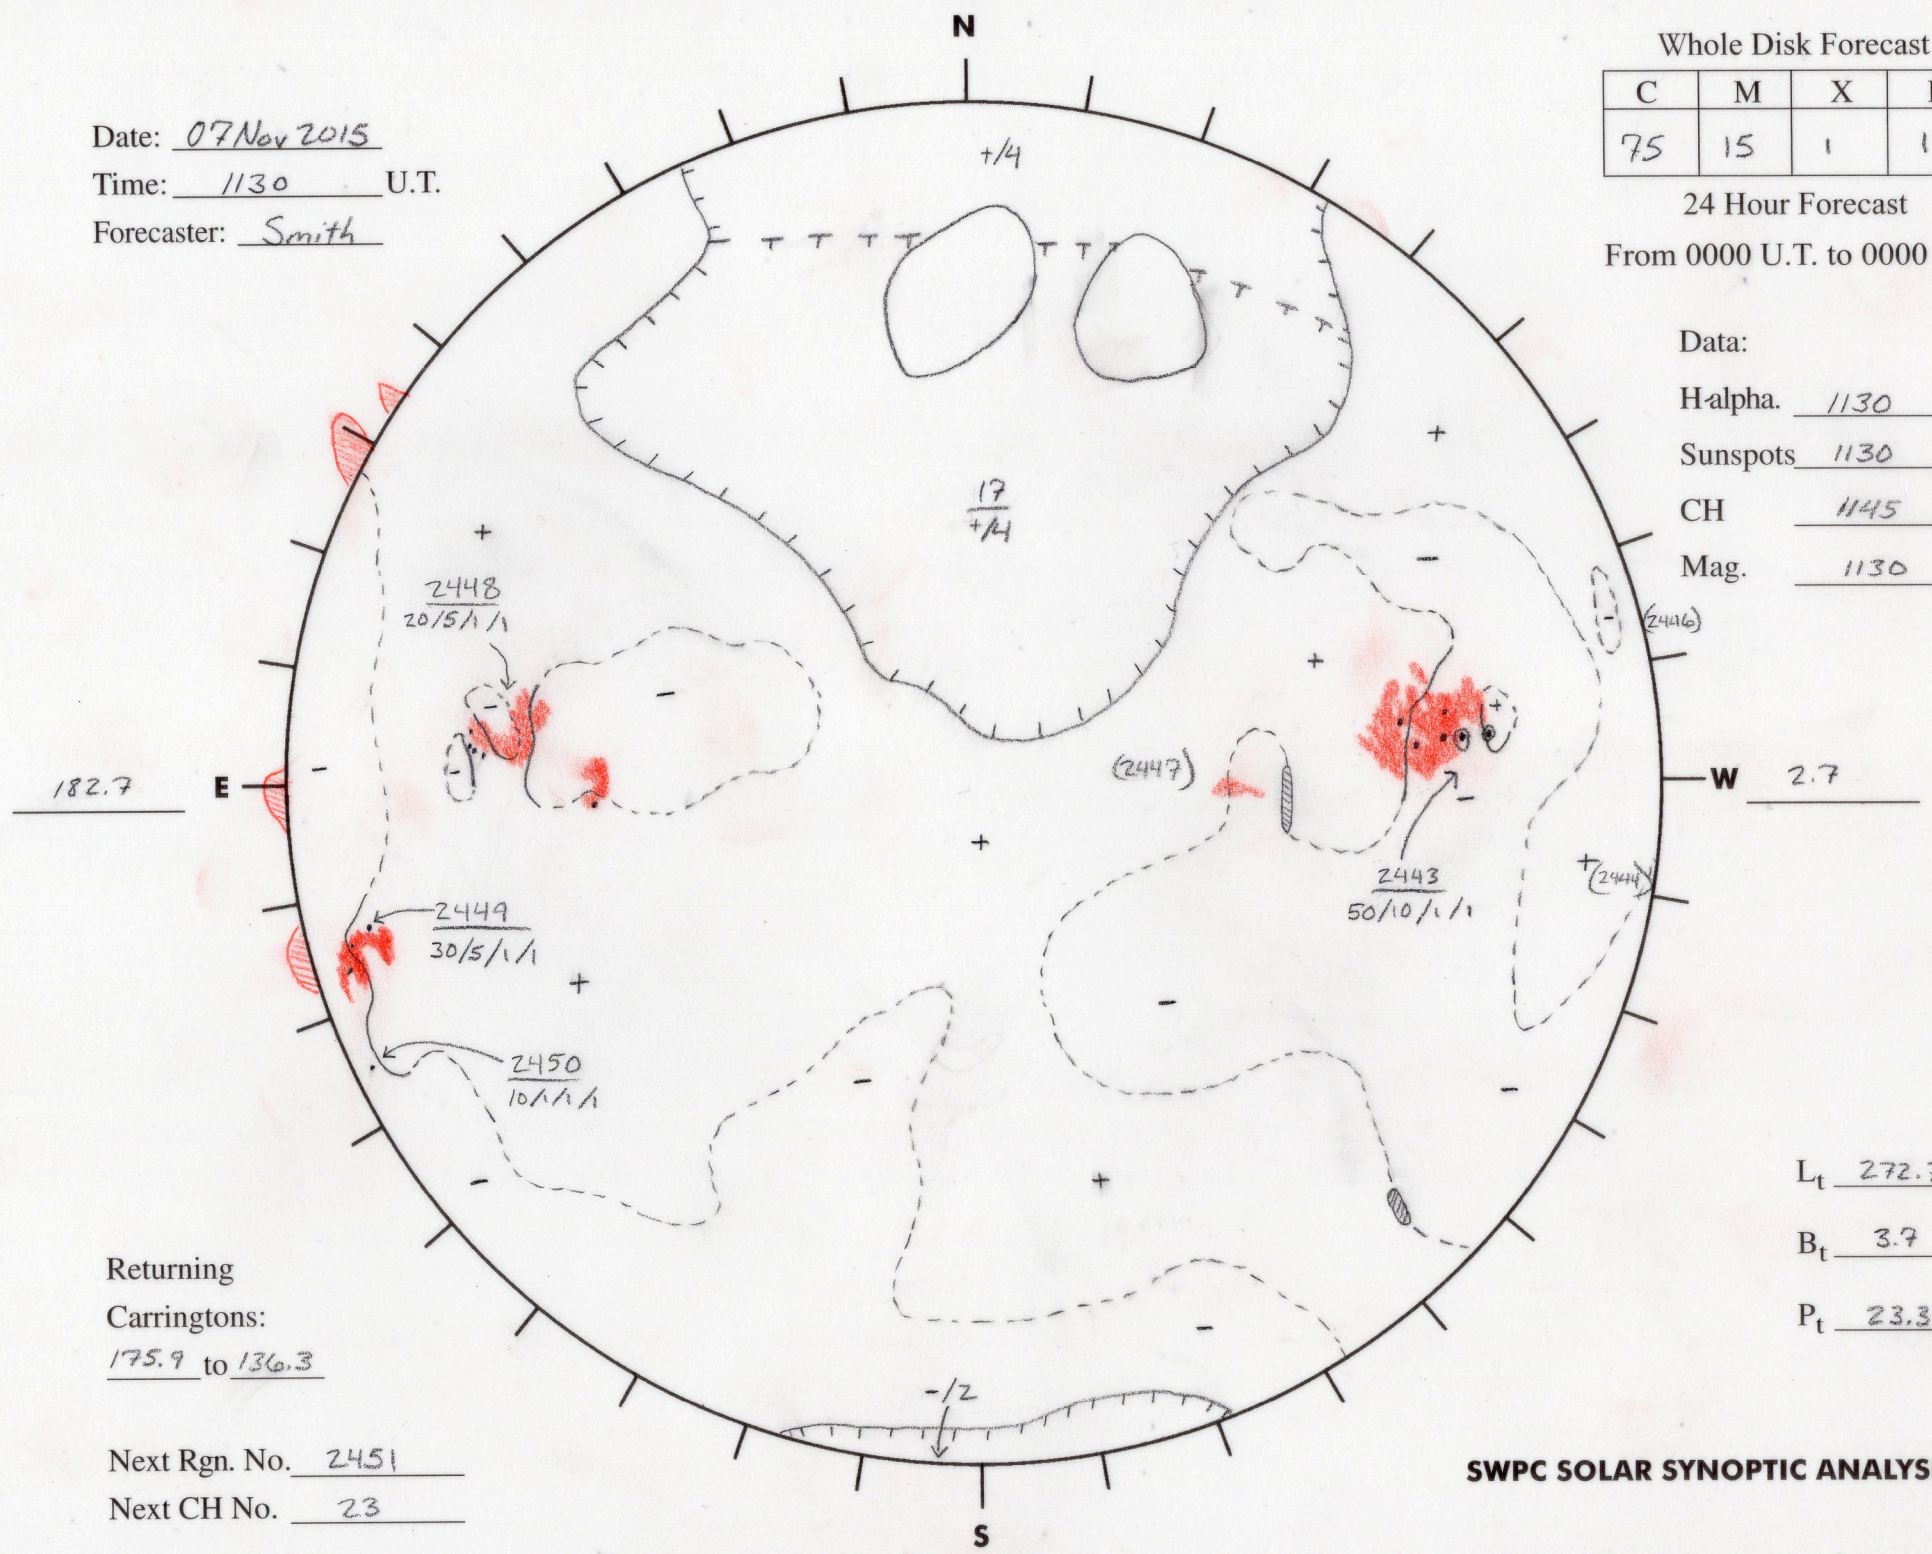 N
Whole Disk Forecast
C M X
75 15 1 1
24 Hour Forecast
From 0000 U.T. to 0000
Date: 07 Nov 2015
Time: 1130 U.T.
Forecaster: Smith
Data:
H-alpha. 1130
Sunspots 1130
CH 1145
Mag. 1130
+/4
+
17
+/4
+
-
2448
20/5/1/1
-
(2446)
-
+
-
-
+
-
(2447)
182.7 E
-
W 2.7
-
+
2443
50/10/1/1
+(2444)
2449
30/5/1/1
+
-
2450
10/1/1/1
-
-
-
+
Lt 272.
Bt 3.7
Pt 23.3
Returning
Carringtons:
175.9 to 136.3
-
-/2
Next Rgn. No. 2451
Next CH No. 23
SWPC SOLAR SYNOPTIC ANALYS
S